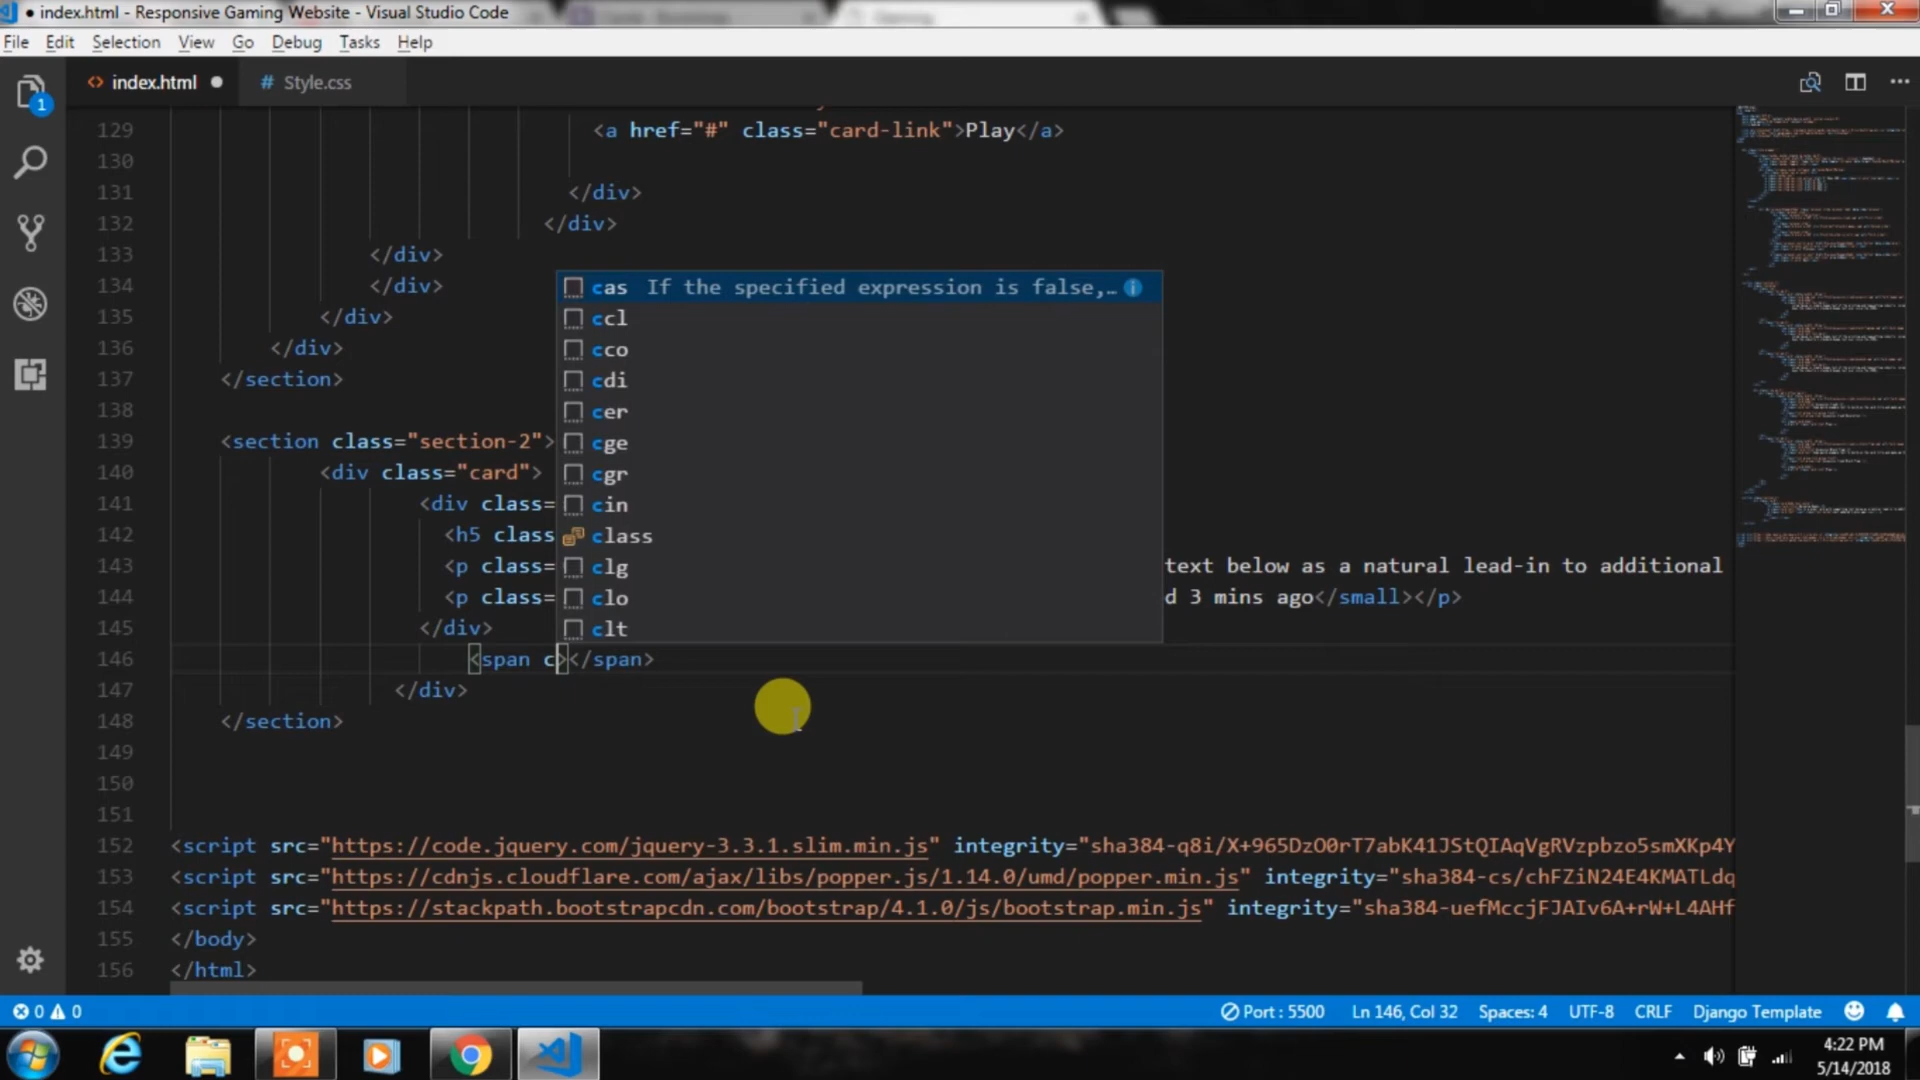 index.html - Responsive Gaming Website - Visual Studio Code
File Edit Selection View Go Debug Tasks Help
1
<> index.html ● # Style.css
129 <a href="#" class="card-link">Play</a>
130
131 </div>
132 </div>
133 </div>
134 </div>
135 </div>
136 </div>
137 </section>
138
139 <section class="section-2">
140 <div class="card">
141 <div class=
142 <h5 class
143 <p class= text below as a natural lead-in to additional
144 <p class= d 3 mins ago</small></p>
145 </div>
146 <span c></span>
147 </div>
148 </section>
149
150
151
152 <script src="https://code.jquery.com/jquery-3.3.1.slim.min.js" integrity="sha384-q8i/X+965DzO0rT7abK41JStQIAqVgRVzpbzo5smXKp4Y
153 <script src="https://cdnjs.cloudflare.com/ajax/libs/popper.js/1.14.0/umd/popper.min.js" integrity="sha384-cs/chFZiN24E4KMATLdq
154 <script src="https://stackpath.bootstrapcdn.com/bootstrap/4.1.0/js/bootstrap.min.js" integrity="sha384-uefMccjFJAIv6A+rW+L4AHf
155 </body>
156 </html>
cas If the specified expression is false,…
ccl
cco
cdi
cer
cge
cgr
cin
class
clg
clo
clt
0 0 Port : 5500 Ln 146, Col 32 Spaces: 4 UTF-8 CRLF Django Template
4:22 PM
5/14/2018